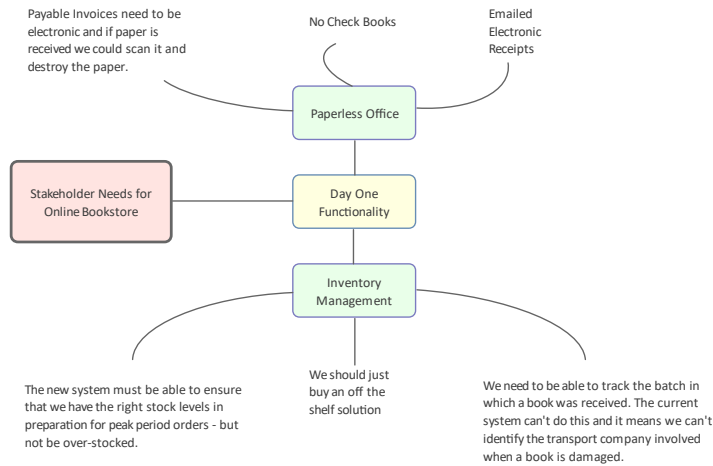 Payable Invoices need to be
electronic and if paper is
received we could scan it and
destroy the paper.
No Check Books
Emailed
Electronic
Receipts
Paperless Office
Stakeholder Needs for
Online Bookstore
Day One
Functionality
Inventory
Management
The new system must be able to ensure
that we have the right stock levels in
preparation for peak period orders - but
not be over-stocked.
We should just
buy an off the
shelf solution
We need to be able to track the batch in
which a book was received. The current
system can't do this and it means we can't
identify the transport company involved
when a book is damaged.